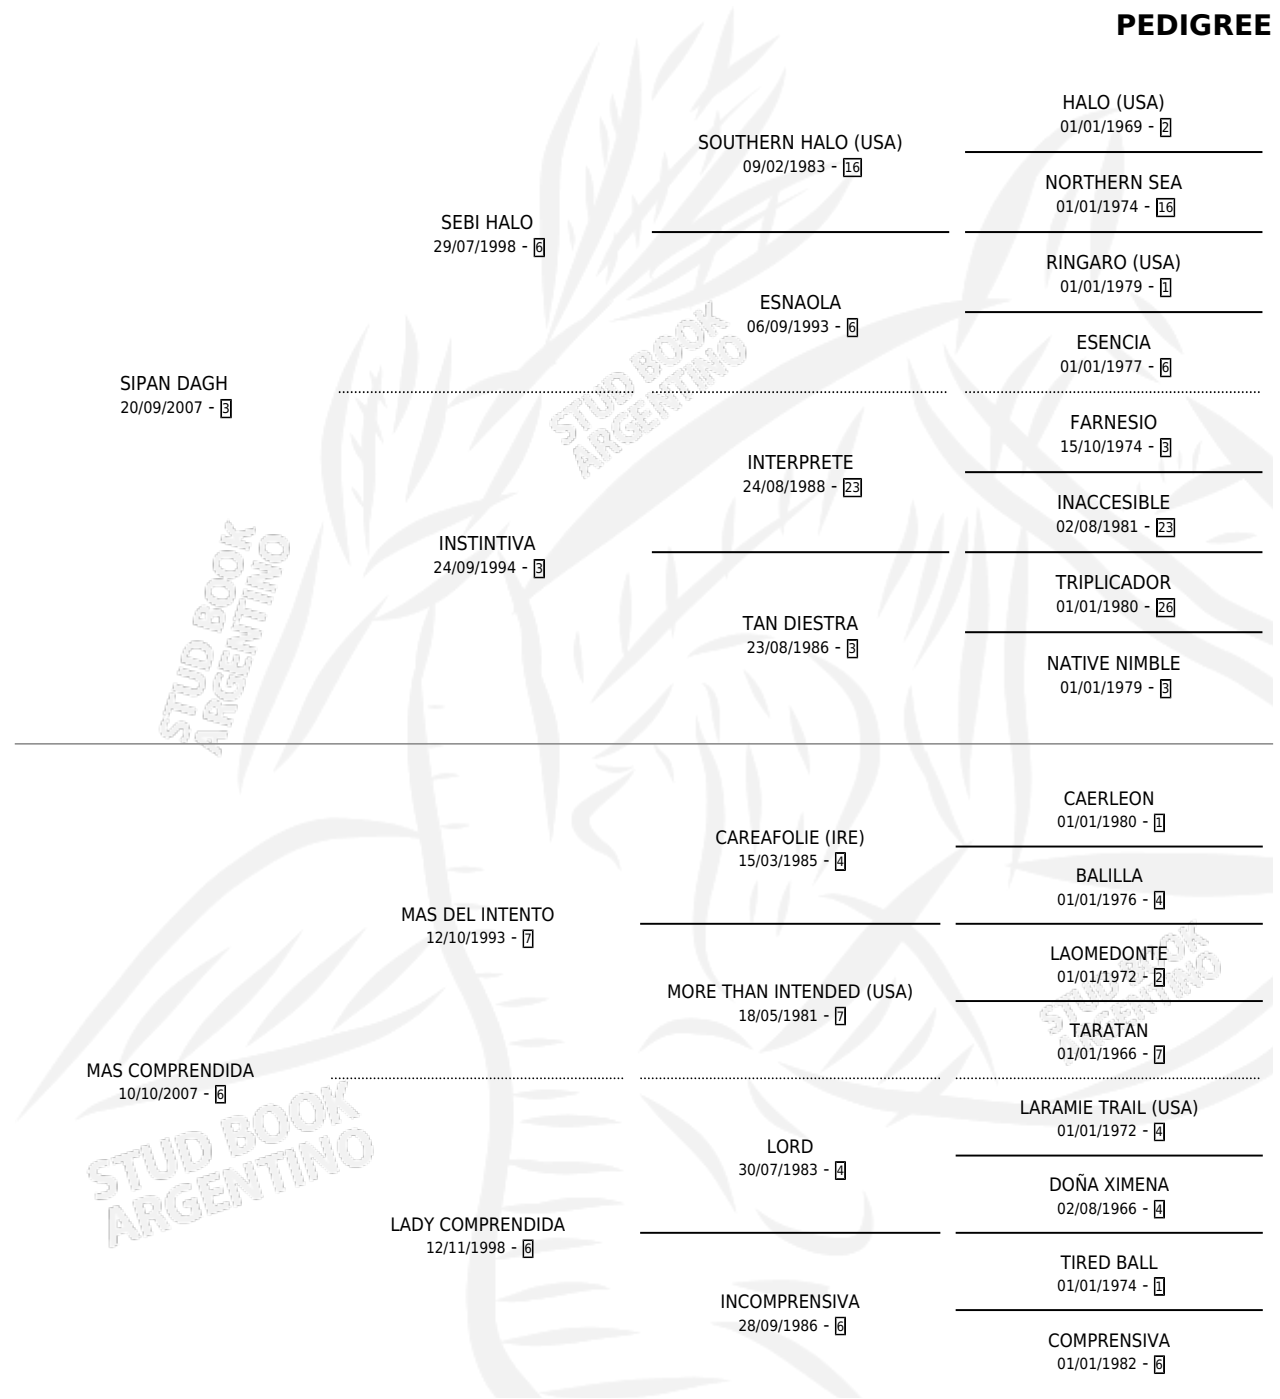 PEDIGREE
HALO (USA)
01/01/1969 - 2
SOUTHERN HALO (USA)
09/02/1983 - 16
NORTHERN SEA
01/01/1974 - 16
SEBI HALO
29/07/1998 - 6
RINGARO (USA)
01/01/1979 - 1
ESNAOLA
06/09/1993 - 6
ESENCIA
01/01/1977 - 6
SIPAN DAGH
20/09/2007 - 3
FARNESIO
15/10/1974 - 3
INTERPRETE
24/08/1988 - 23
INACCESIBLE
02/08/1981 - 23
INSTINTIVA
24/09/1994 - 3
TRIPLICADOR
01/01/1980 - 26
TAN DIESTRA
23/08/1986 - 3
NATIVE NIMBLE
01/01/1979 - 3
CAERLEON
01/01/1980 - 1
CAREAFOLIE (IRE)
15/03/1985 - 4
BALILLA
01/01/1976 - 4
MAS DEL INTENTO
12/10/1993 - 7
LAOMEDONTE
01/01/1972 - 2
MORE THAN INTENDED (USA)
18/05/1981 - 7
TARATAN
01/01/1966 - 7
MAS COMPRENDIDA
10/10/2007 - 6
LARAMIE TRAIL (USA)
01/01/1972 - 4
LORD
30/07/1983 - 4
DOÑA XIMENA
02/08/1966 - 4
LADY COMPRENDIDA
12/11/1998 - 6
TIRED BALL
01/01/1974 - 1
INCOMPRENSIVA
28/09/1986 - 6
COMPRENSIVA
01/01/1982 - 6
STUD BOOK
ARGENTINO
STUD BOOK
ARGENTINO
STUD BOOK
ARGENTINO
STUD BOOK
ARGENTINO